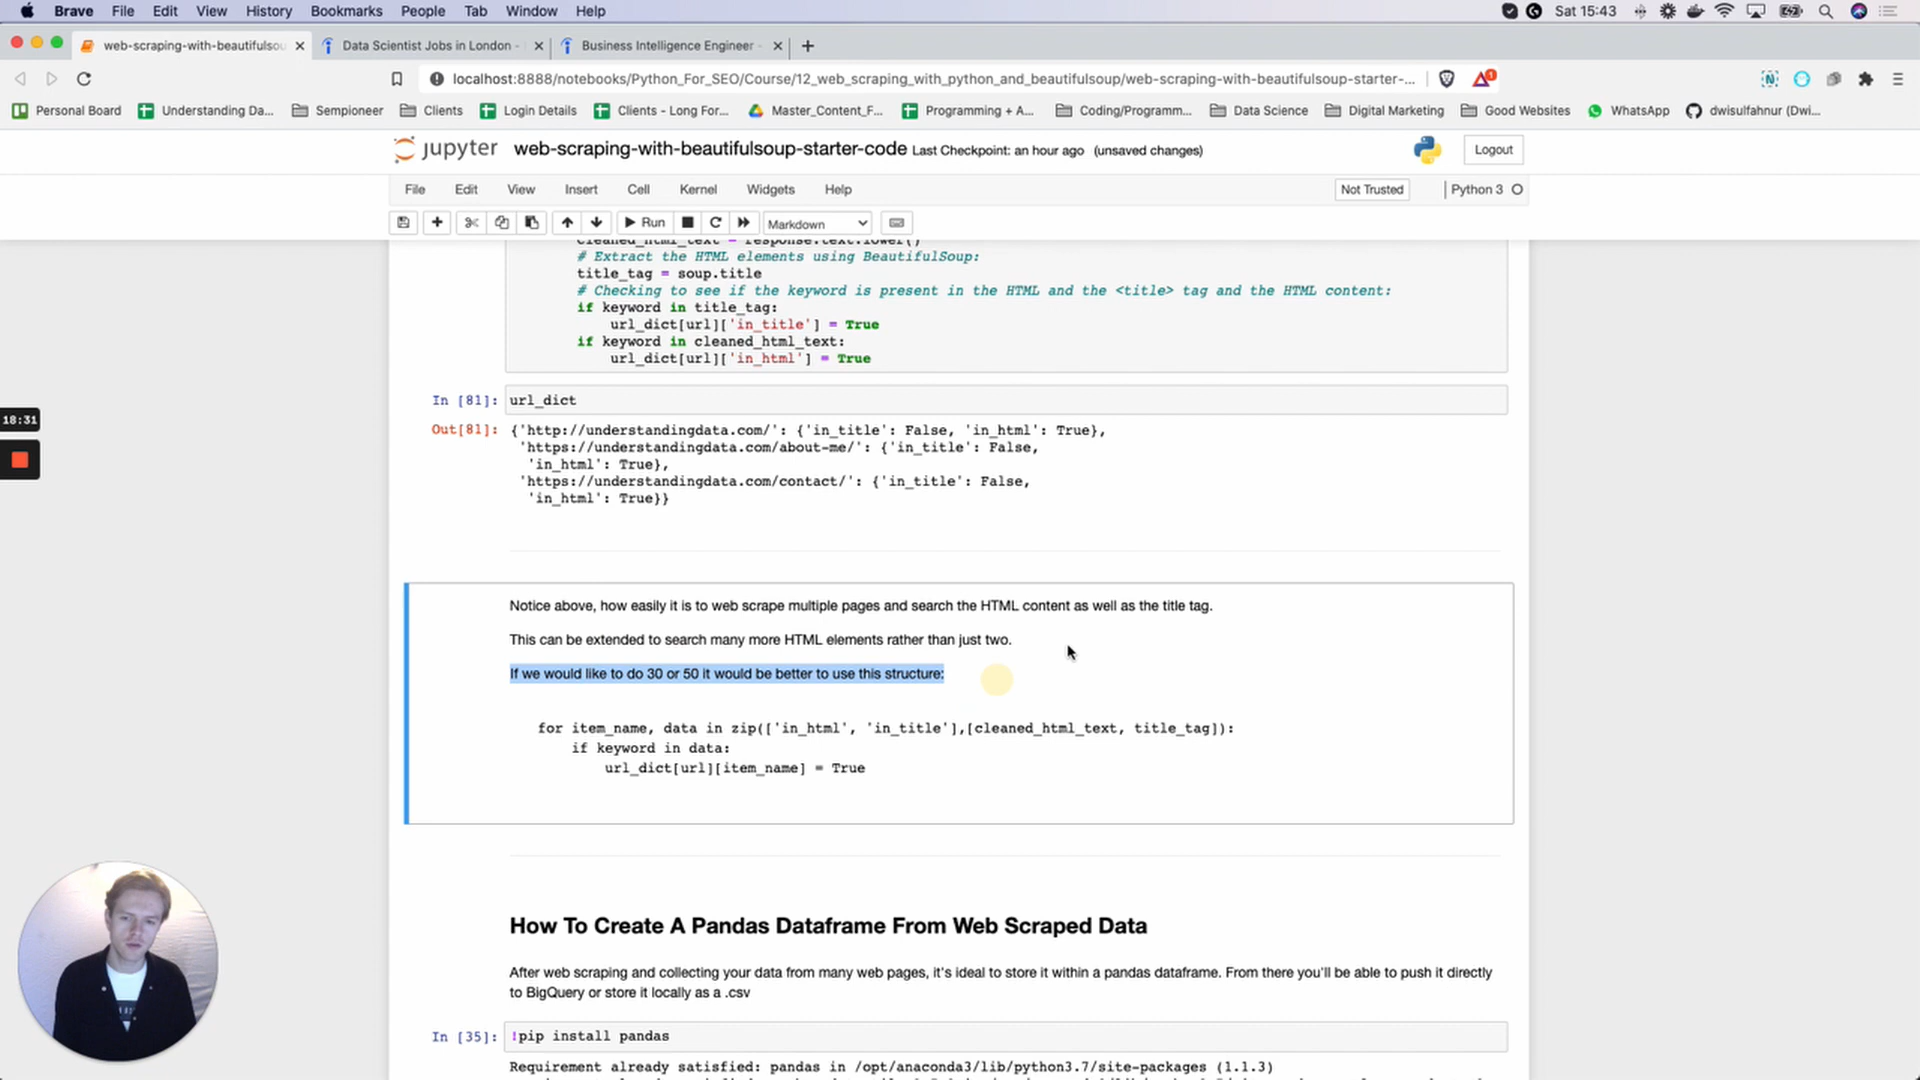 Brave File Edit View History Bookmarks People Tab Window Help Sat 15:43
web-scraping-with-beautifulsou Data Scientist Jobs in London - Business Intelligence Engineer -
localhost:8888/notebooks/Python_For_SEO/Course/12_web_scraping_with_python_and_beautifulsoup/web-scraping-with-beautifulsoup-starter-... 1
Personal Board Understanding Da... Sempioneer Clients Login Details Clients - Long For... Master_Content_F... Programming + A... Coding/Programm... Data Science Digital Marketing Good Websites WhatsApp dwisulfahnur (Dwi...
jupyter web-scraping-with-beautifulsoup-starter-code Last Checkpoint: an hour ago (unsaved changes) Logout
File Edit View Insert Cell Kernel Widgets Help Not Trusted Python 3
Run Markdown
cleaned_html_text = response.text.lower()
# Extract the HTML elements using BeautifulSoup:
title_tag = soup.title
# Checking to see if the keyword is present in the HTML and the <title> tag and the HTML content:
if keyword in title_tag:
url_dict[url]['in_title'] = True
if keyword in cleaned_html_text:
url_dict[url]['in_html'] = True
In [81]: url_dict
18:31
Out[81]: {'http://understandingdata.com/': {'in_title': False, 'in_html': True},
'https://understandingdata.com/about-me/': {'in_title': False,
'in_html': True},
'https://understandingdata.com/contact/': {'in_title': False,
'in_html': True}}
Notice above, how easily it is to web scrape multiple pages and search the HTML content as well as the title tag.
This can be extended to search many more HTML elements rather than just two.
If we would like to do 30 or 50 it would be better to use this structure:
for item_name, data in zip(['in_html', 'in_title'],[cleaned_html_text, title_tag]):
if keyword in data:
url_dict[url][item_name] = True
How To Create A Pandas Dataframe From Web Scraped Data
After web scraping and collecting your data from many web pages, it's ideal to store it within a pandas dataframe. From there you'll be able to push it directly
to BigQuery or store it locally as a .csv
In [35]: !pip install pandas
Requirement already satisfied: pandas in /opt/anaconda3/lib/python3.7/site-packages (1.1.3)